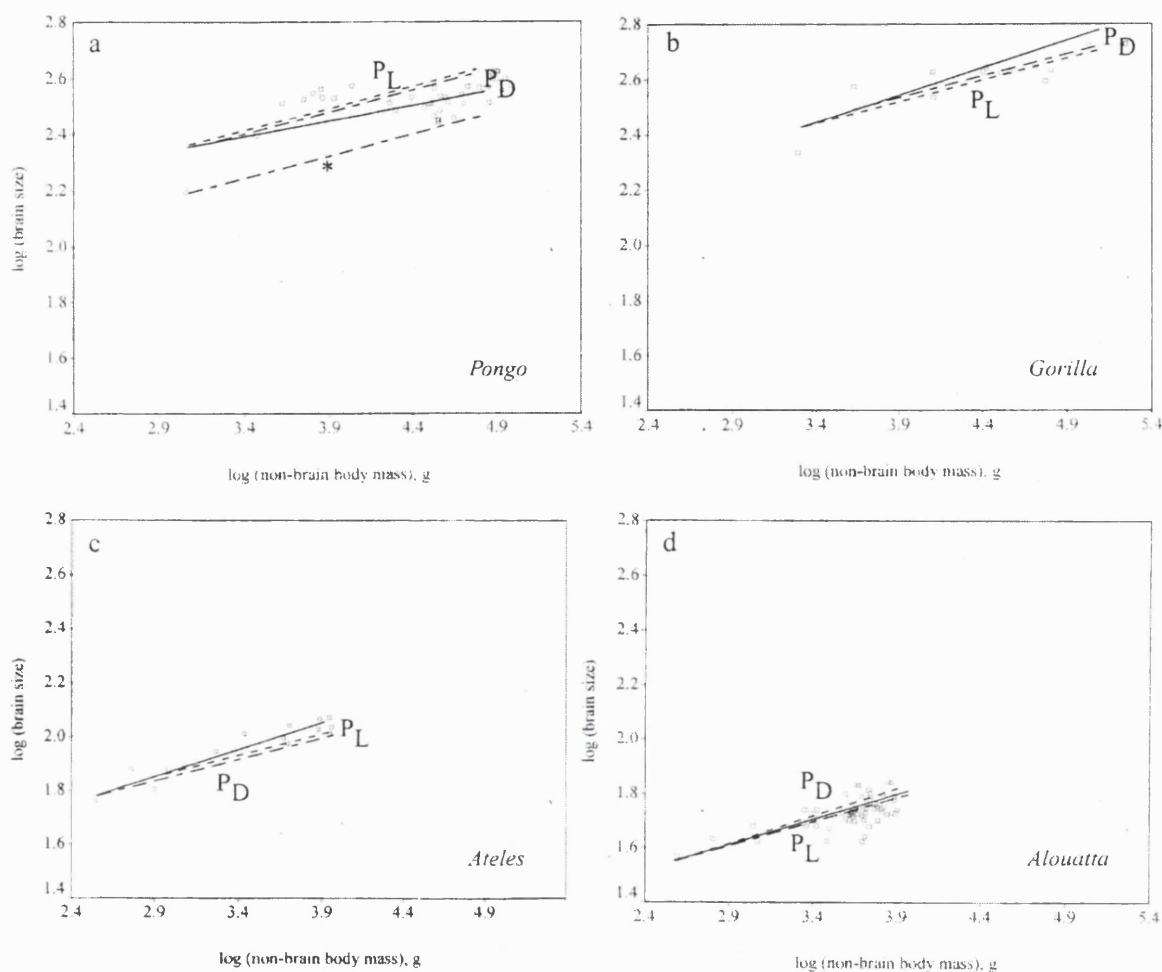 a
2.8
2.6
2.4
2.2
2.0
1.8
1.6
1.4
log (brain size)
P_L
P_D
*
Pongo
2.4 2.9 3.4 3.9 4.4 4.9 5.4
log (non-brain body mass), g
b
2.8
2.6
2.4
2.2
2.0
1.8
1.6
1.4
log (brain size)
P_D
P_L
Gorilla
2.4 2.9 3.4 3.9 4.4 4.9 5.4
log (non-brain body mass), g
c
2.8
2.6
2.4
2.2
2.0
1.8
1.6
1.4
log (brain size)
P_L
P_D
Ateles
2.4 2.9 3.4 3.9 4.4 4.9
log (non-brain body mass), g
d
2.8
2.6
2.4
2.2
2.0
1.8
1.6
1.4
log (brain size)
P_D
P_L
Alouatta
2.4 2.9 3.4 3.9 4.4 4.9 5.4
log (non-brain body mass), g